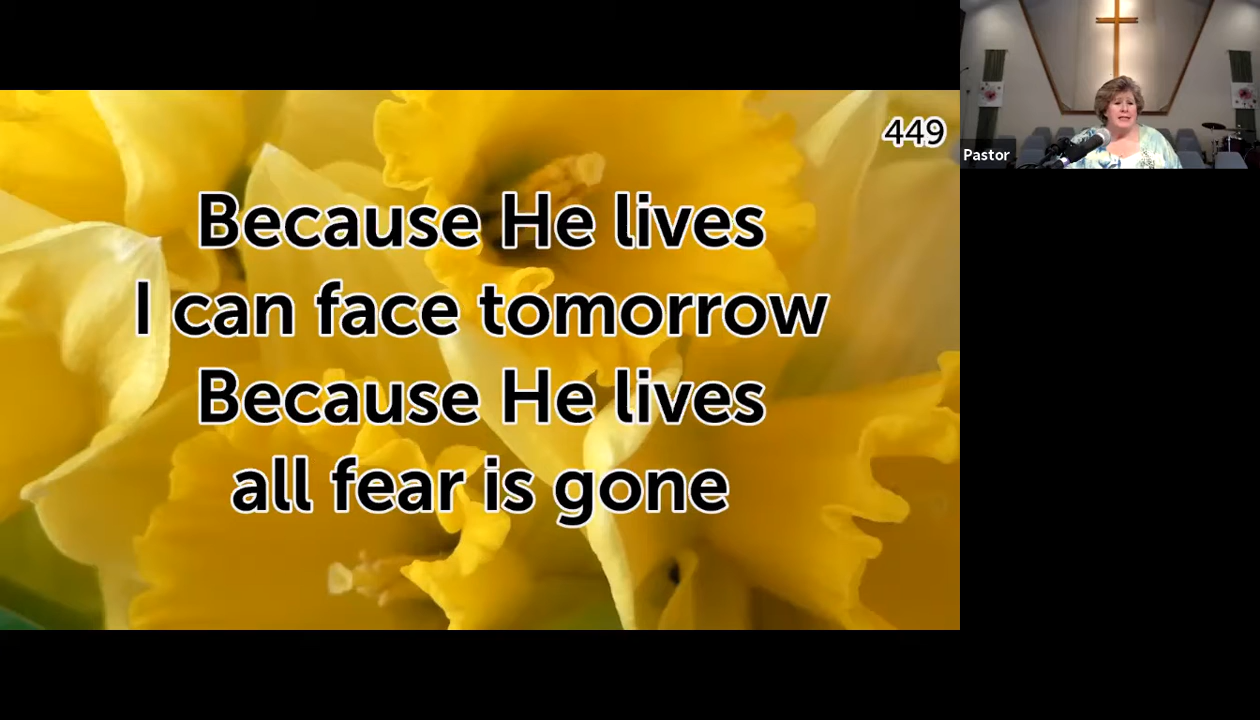 449
Because He lives
I can face tomorrow
Because He lives
all fear is gone
Pastor